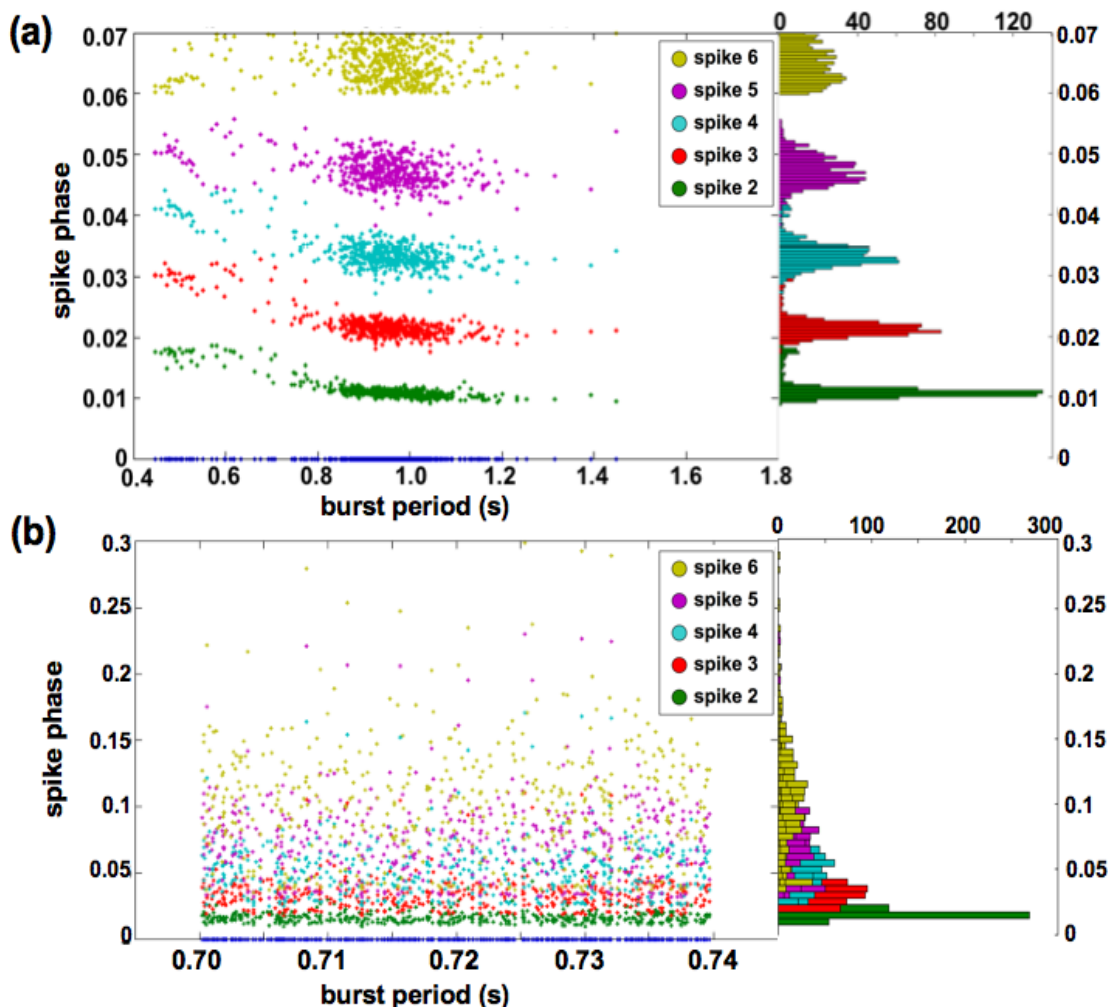 (a)
0 40 80 120
0.07 0.07
spike 6
spike 5
spike 4
spike 3
spike 2
0.06 0.06
0.05 0.05
0.04 0.04
0.03 0.03
0.02 0.02
0.01 0.01
0 0
spike phase
0.4 0.6 0.8 1.0 1.2 1.4 1.6 1.8
burst period (s)
(b)
0 100 200 300
0.3 0.3
spike 6
spike 5
spike 4
spike 3
spike 2
0.25 0.25
0.2 0.2
0.15 0.15
0.1 0.1
0.05 0.05
0 0
spike phase
0.70 0.71 0.72 0.73 0.74
burst period (s)